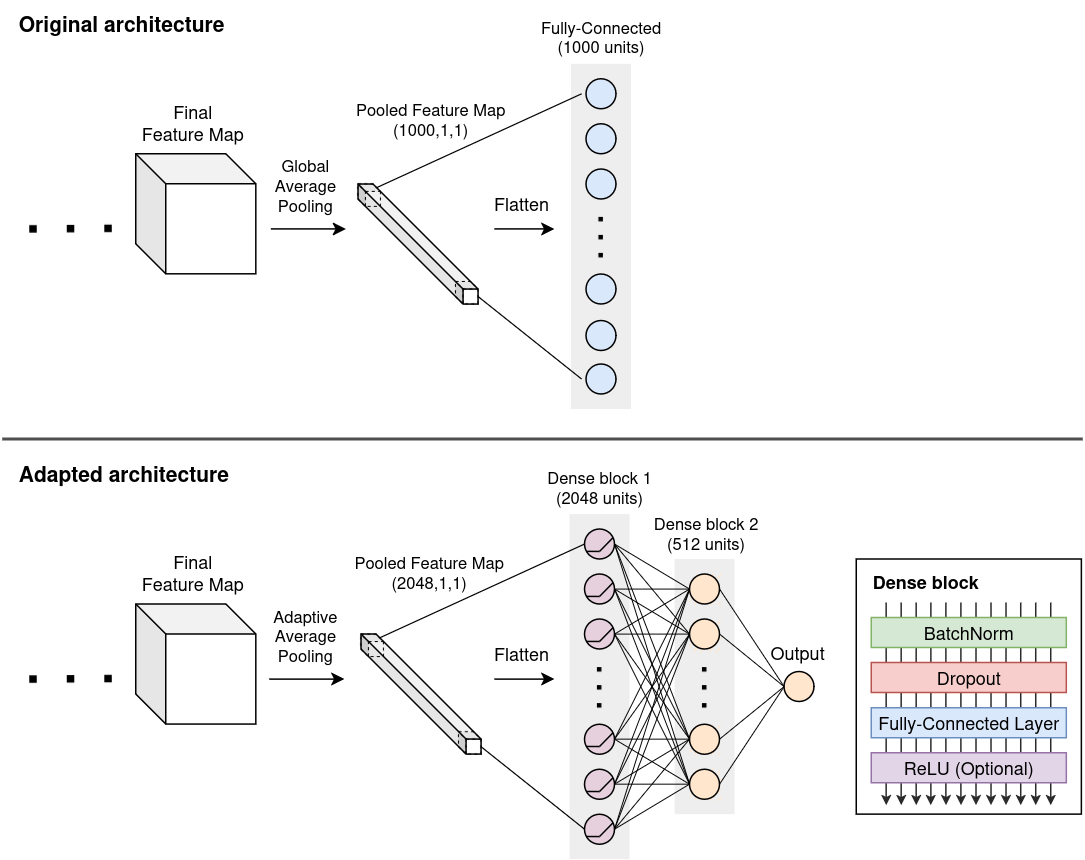 Original architecture
Fully-Connected
(1000 units)
Final
Feature Map
Pooled Feature Map
(1000,1,1)
Global
Average
Pooling
Flatten
Adapted architecture
Dense block 1
(2048 units)
Dense block 2
(512 units)
Final
Feature Map
Pooled Feature Map
(2048,1,1)
Adaptive
Average
Pooling
Flatten
Output
Dense block
BatchNorm
Dropout
Fully-Connected Layer
ReLU (Optional)